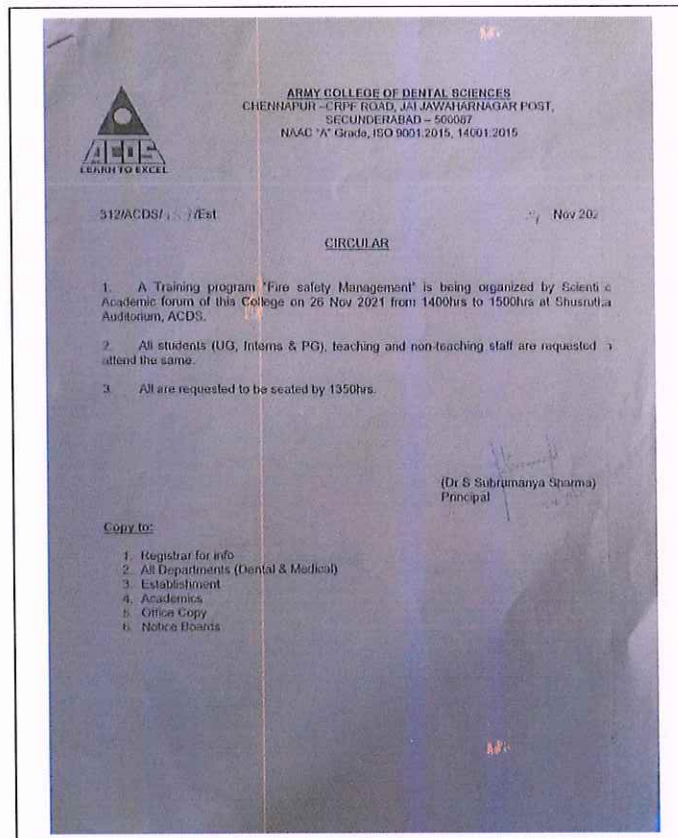 ARMY COLLEGE OF DENTAL SCIENCES
CHENNAPUR –CRPF ROAD, JAI JAWAHARNAGAR POST,
SECUNDERABAD – 500087
NAAC "A" Grade, ISO 9001:2015, 14001:2015
ACDS
LEARN TO EXCEL
312/ACDS/ /Est
Nov 202
CIRCULAR
1. A Training program "Fire safety Management" is being organized by Scienti c
Academic forum of this College on 26 Nov 2021 from 1400hrs to 1500hrs at Shusrutha
Auditorium, ACDS.
2. All students (UG, Interns & PG), teaching and non-teaching staff are requested
attend the same.
3. All are requested to be seated by 1350hrs.
(Dr S Subramanya Sharma)
Principal
Copy to:
1. Registrar for info
2. All Departments (Dental & Medical)
3. Establishment
4. Academics
5. Office Copy
6. Notice Boards